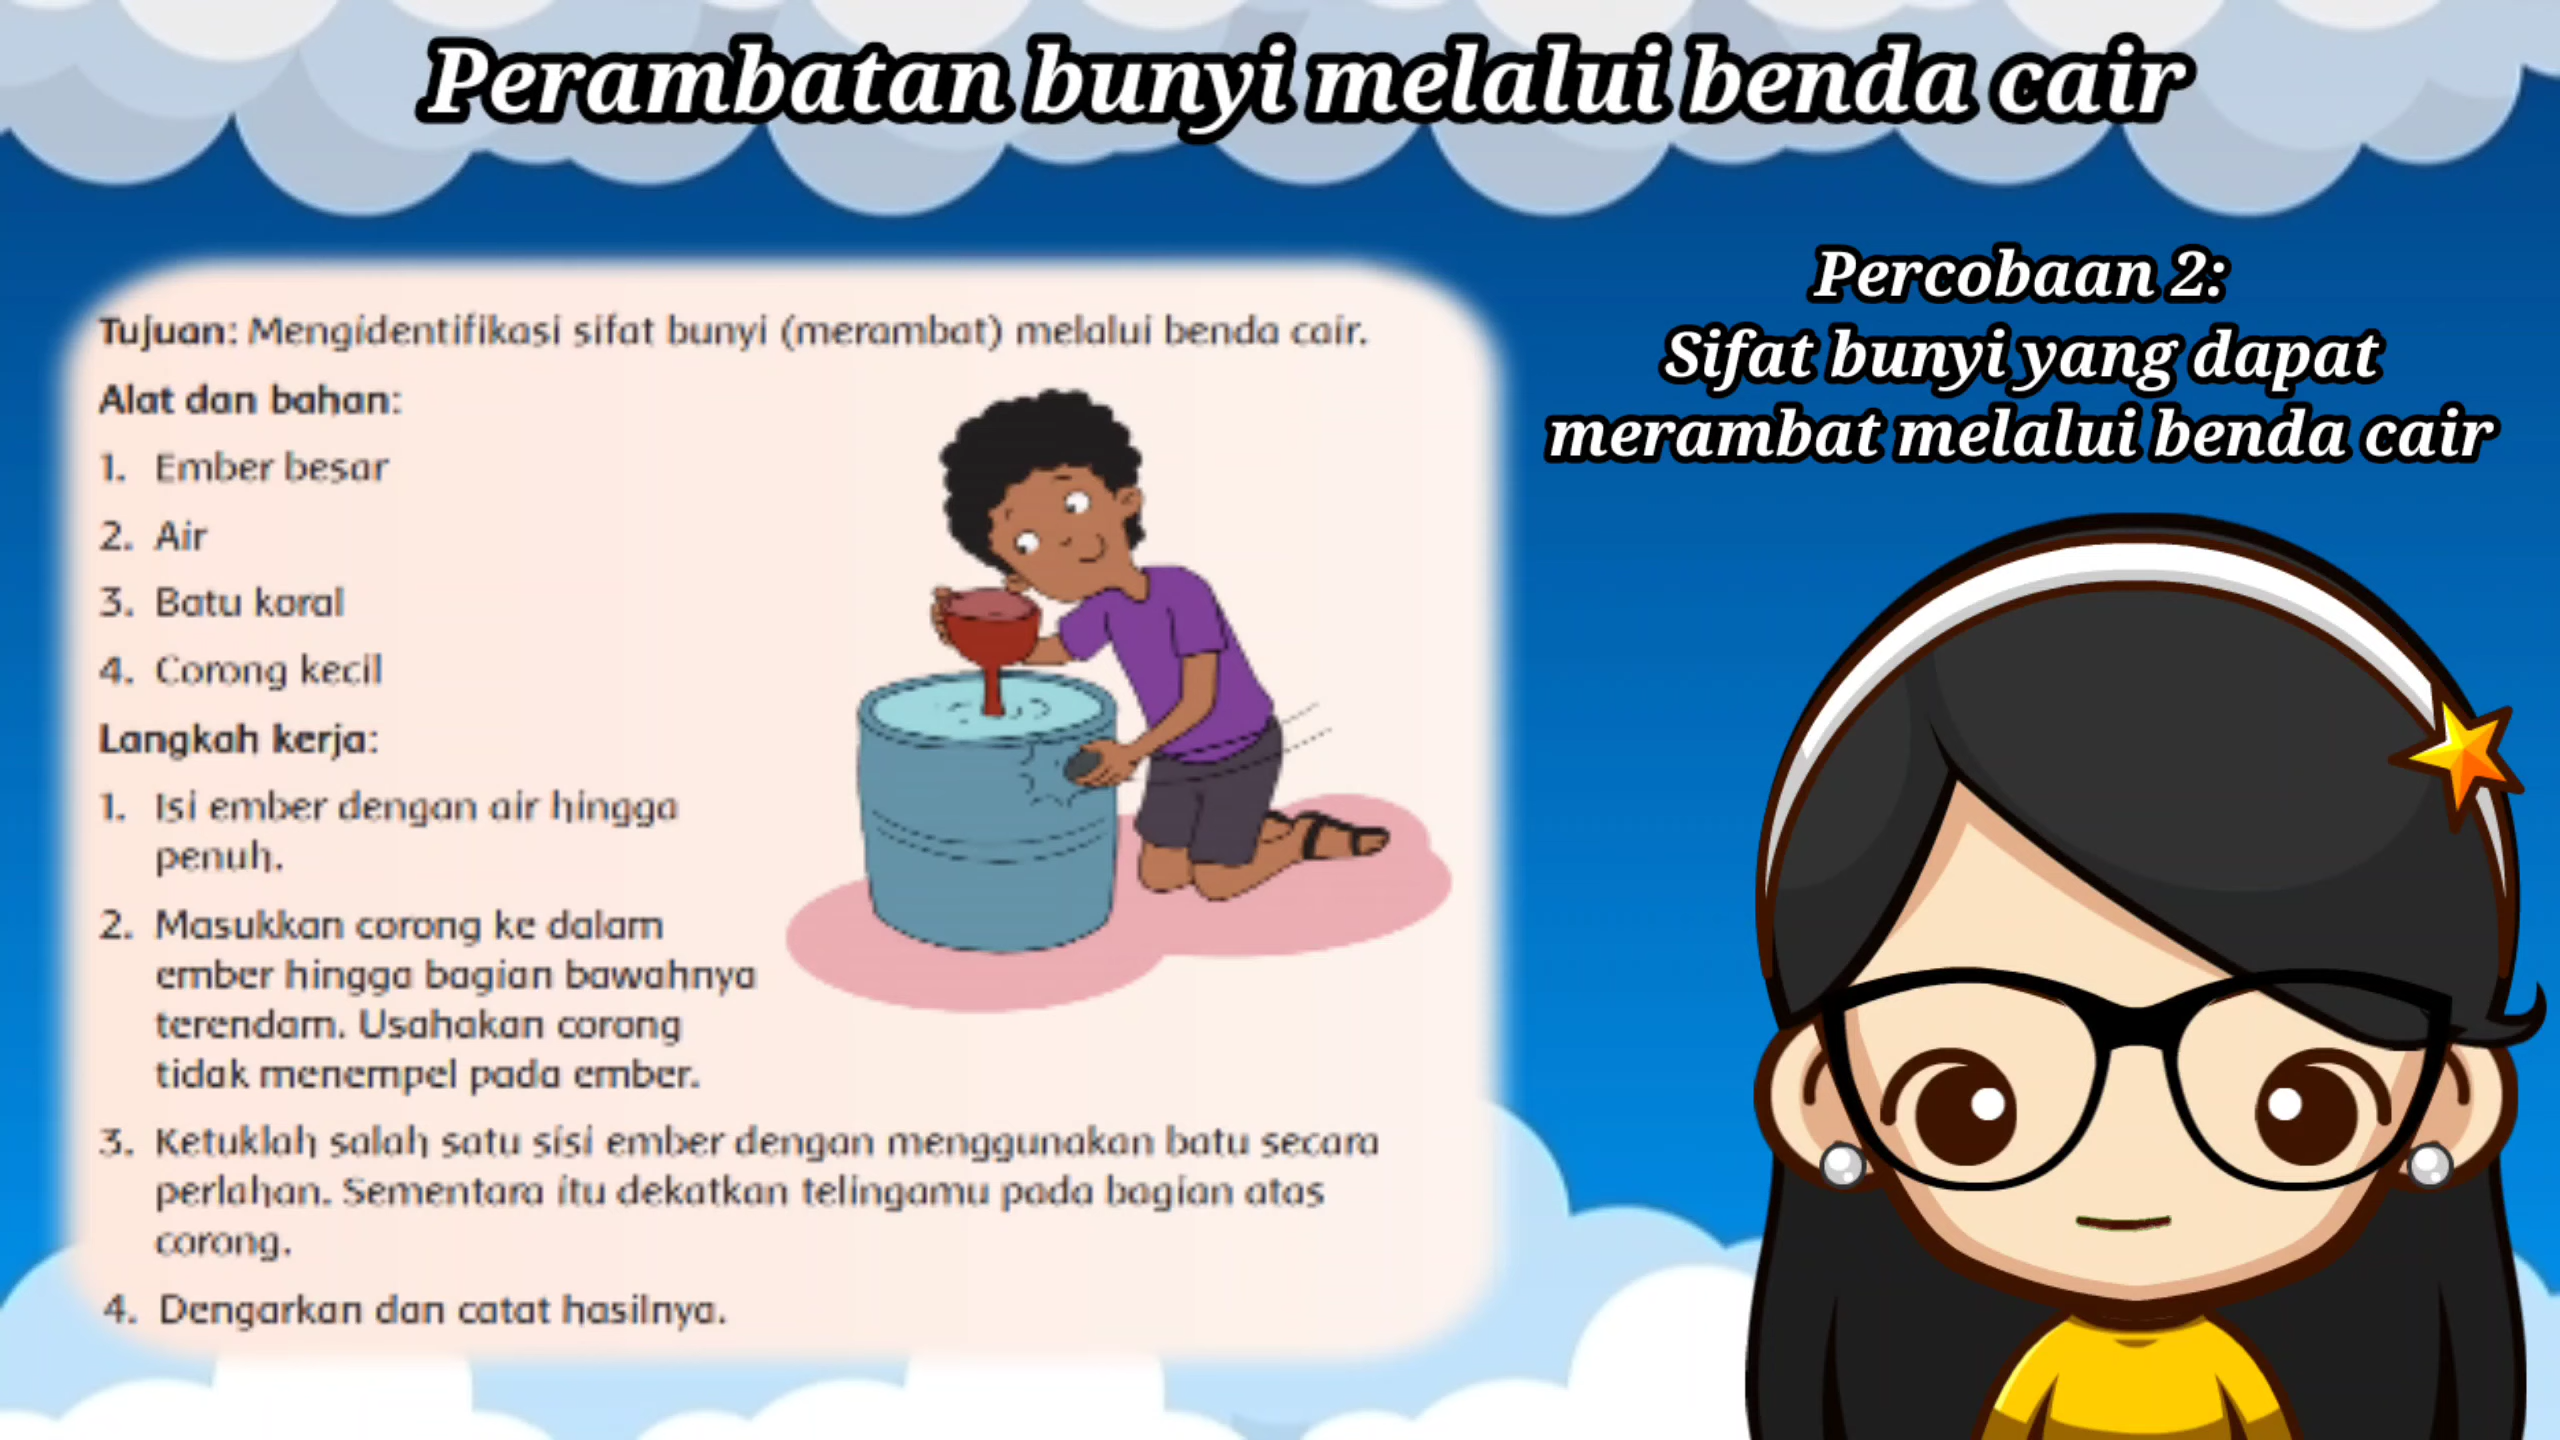 Perambatan bunyi melalui benda cair
Percobaan 2:
Sifat bunyi yang dapat
merambat melalui benda cair
Tujuan: Mengidentifikasi sifat bunyi (merambat) melalui benda cair.
Alat dan bahan:
1. Ember besar
2. Air
3. Batu koral
4. Corong kecil
Langkah kerja:
1. Isi ember dengan air hingga
penuh.
2. Masukkan corong ke dalam
ember hingga bagian bawahnya
terendam. Usahakan corong
tidak menempel pada ember.
3. Ketuklah salah satu sisi ember dengan menggunakan batu secara
perlahan. Sementara itu dekatkan telingamu pada bagian atas
corong.
4. Dengarkan dan catat hasilnya.